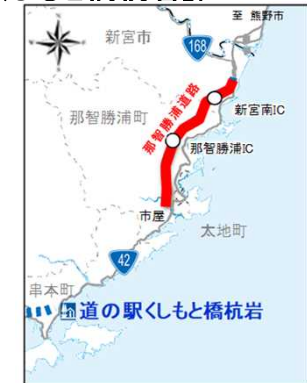 至 熊野市
新宮市
168
新宮南IC
那智勝浦町
那智勝浦道路
那智勝浦IC
市屋
太地町
42
串本町
道の駅くしもと橋杭岩